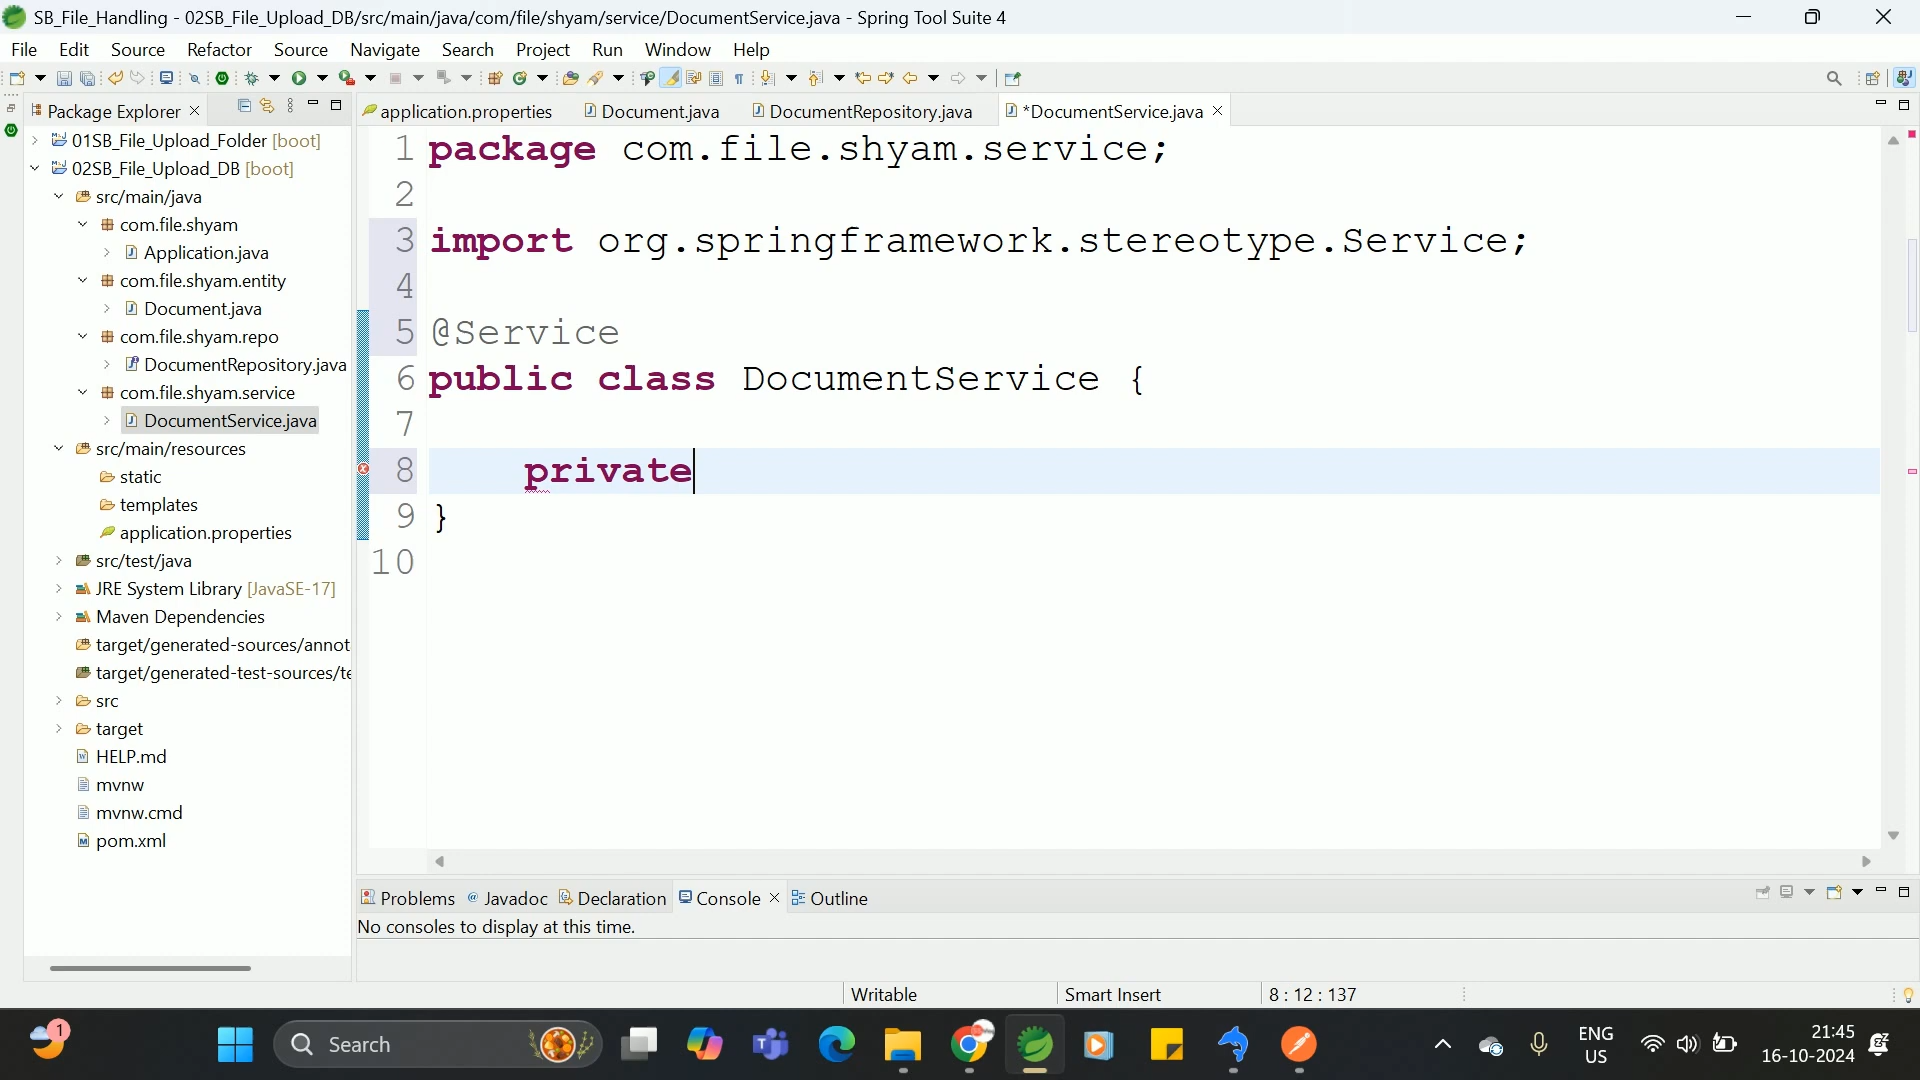 SB_File_Handling - 02SB_File_Upload_DB/src/main/java/com/file/shyam/service/DocumentService.java - Spring Tool Suite 4
File Edit Source Refactor Source Navigate Search Project Run Window Help
Package Explorer
application.properties Document.java DocumentRepository.java *DocumentService.java
01SB_File_Upload_Folder [boot]
02SB_File_Upload_DB [boot]
src/main/java
com.file.shyam
Application.java
com.file.shyam.entity
Document.java
com.file.shyam.repo
DocumentRepository.java
com.file.shyam.service
DocumentService.java
src/main/resources
static
templates
application.properties
src/test/java
JRE System Library [JavaSE-17]
Maven Dependencies
target/generated-sources/annot
target/generated-test-sources/te
src
target
HELP.md
mvnw
mvnw.cmd
pom.xml
1 package com.file.shyam.service;
2
3 import org.springframework.stereotype.Service;
4
5 @Service
6 public class DocumentService {
7
8 private
9 }
10
Problems @ Javadoc Declaration Console Outline
No consoles to display at this time.
Writable Smart Insert 8 : 12 : 137
1
Search
ENG
US
21:45
16-10-2024